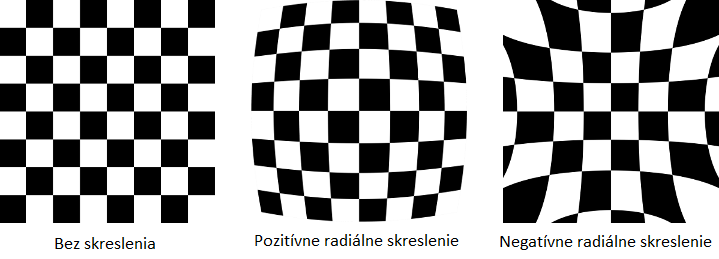 Bez skreslenia
Pozitívne radiálne skreslenie
Negatívne radiálne skreslenie